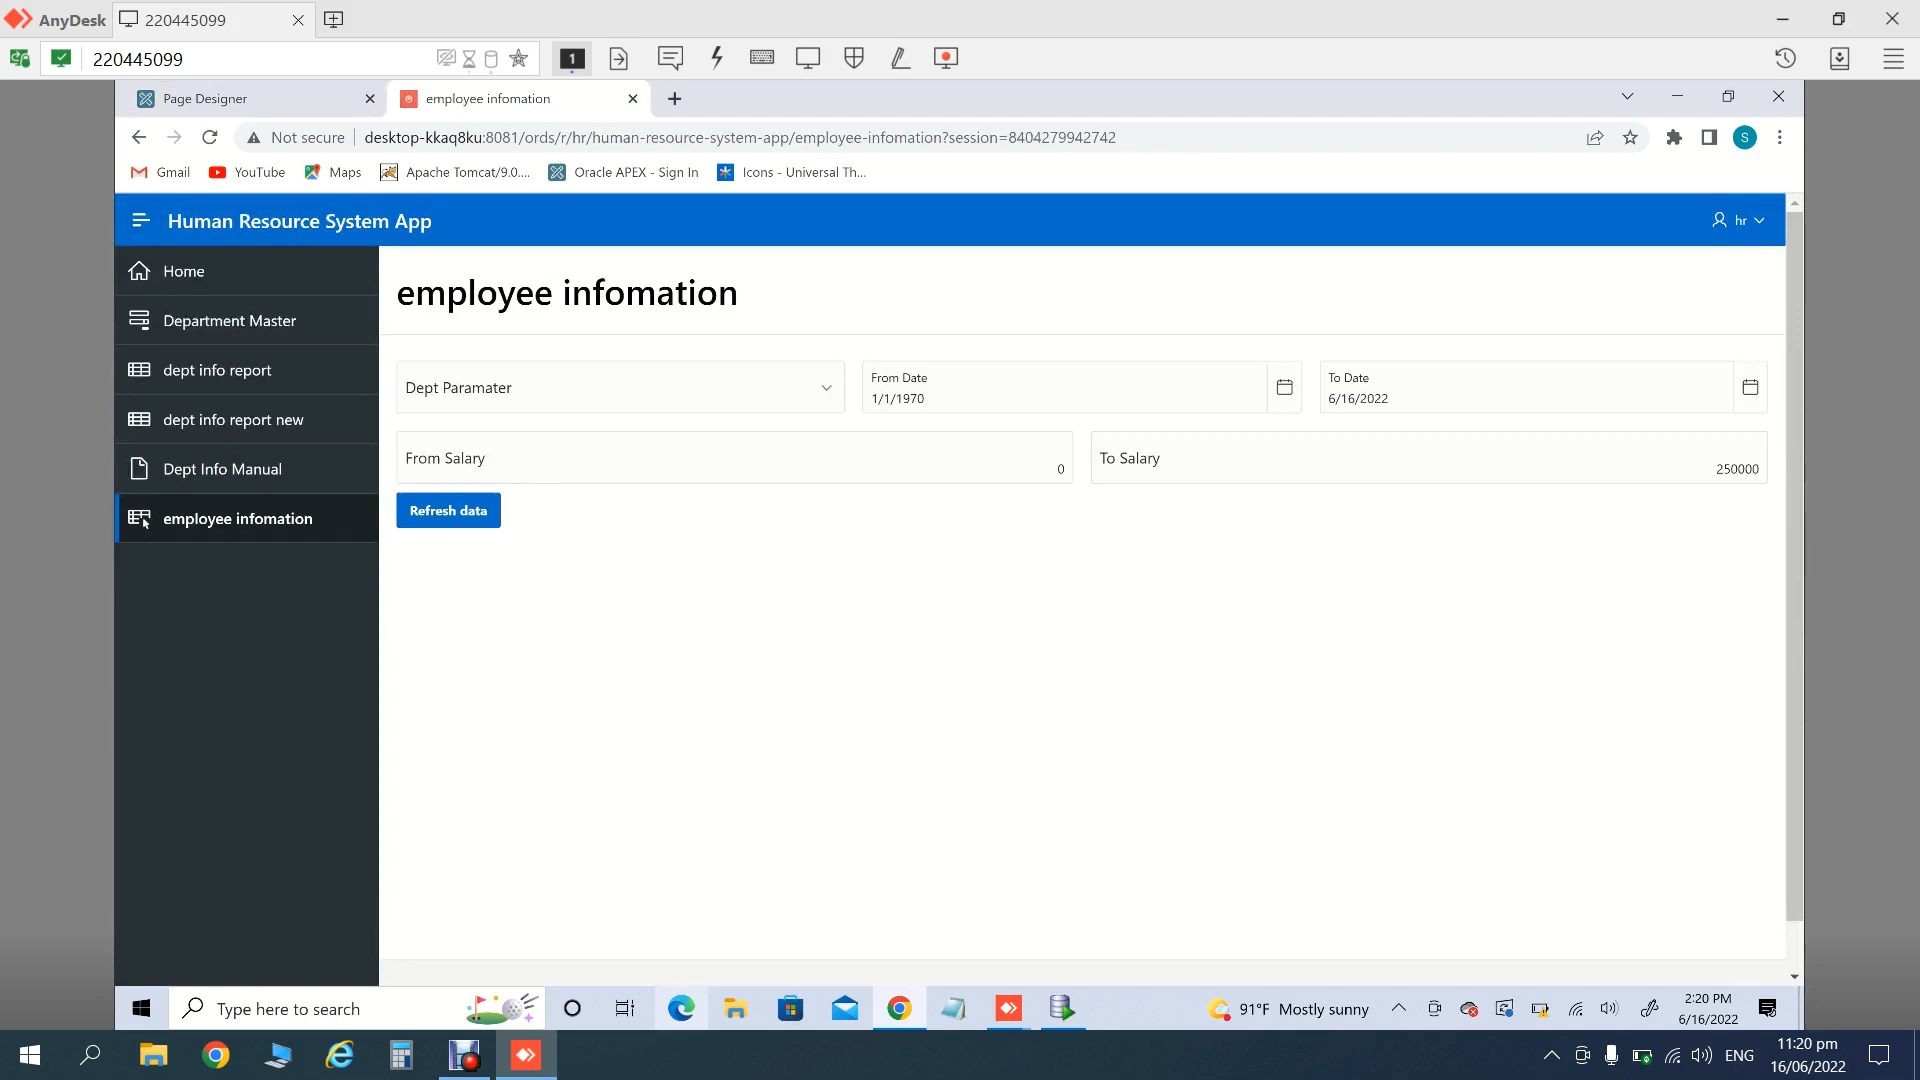 AnyDesk
220445099
220445099
1
Page Designer
employee infomation
Not secure
desktop-kkaq8ku:8081/ords/r/hr/human-resource-system-app/employee-infomation?session=8404279942742
S
Gmail
YouTube
Maps
Apache Tomcat/9.0....
Oracle APEX - Sign In
Icons - Universal Th...
Human Resource System App
hr
Home
Department Master
dept info report
dept info report new
Dept Info Manual
employee infomation
employee infomation
Dept Paramater
From Date
1/1/1970
To Date
6/16/2022
From Salary
0
To Salary
250000
Refresh data
Type here to search
91°F Mostly sunny
2:20 PM
6/16/2022
ENG
11:20 pm
16/06/2022